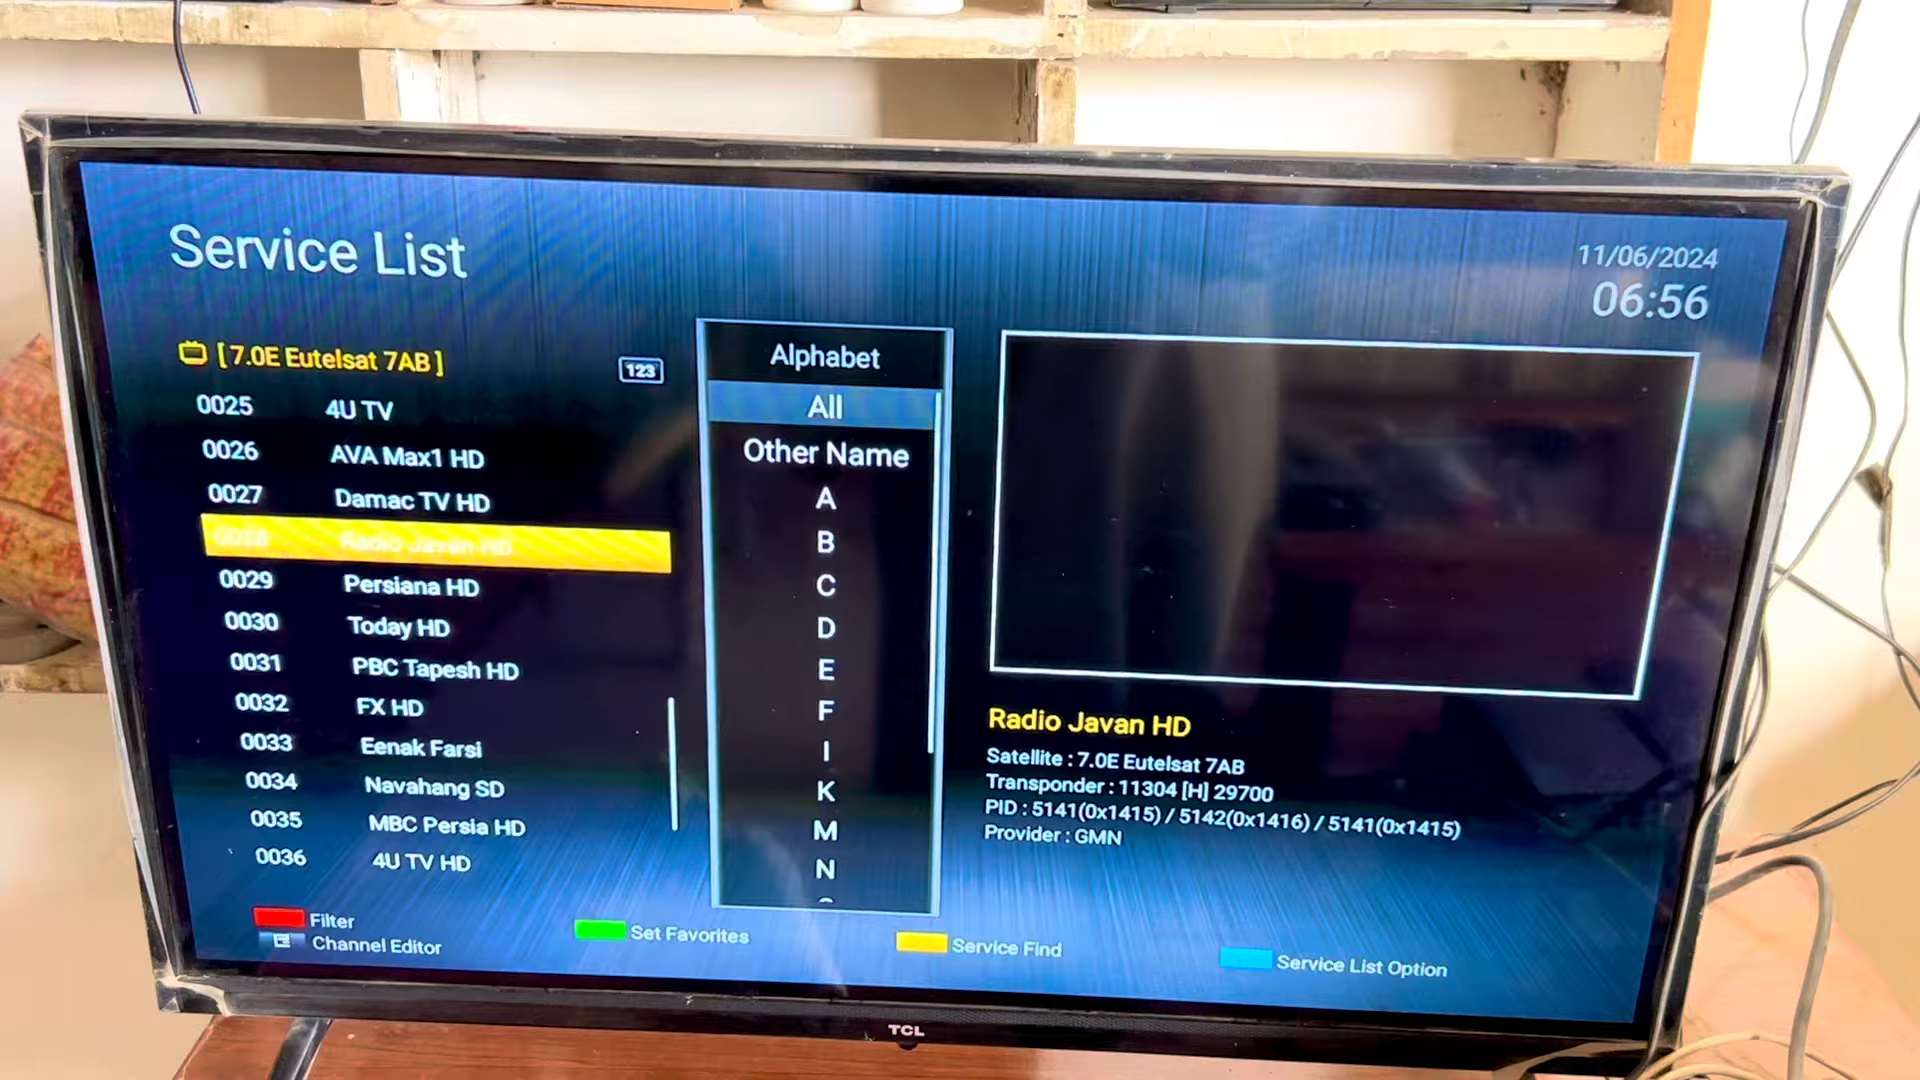 Service List
11/06/2024
06:56
[ 7.0E Eutelsat 7AB ]
123
0025 4U TV
0026 AVA Max1 HD
0027 Damac TV HD
0028 Radio Javan HD
0029 Persiana HD
0030 Today HD
0031 PBC Tapesh HD
0032 FX HD
0033 Eenak Farsi
0034 Navahang SD
0035 MBC Persia HD
0036 4U TV HD
Alphabet
All
Other Name
A
B
C
D
E
F
I
K
M
N
Radio Javan HD
Satellite : 7.0E Eutelsat 7AB
Transponder : 11304 [H] 29700
PID : 5141(0x1415) / 5142(0x1416) / 5141(0x1415)
Provider : GMN
Filter
Channel Editor
Set Favorites
Service Find
Service List Option
TCL